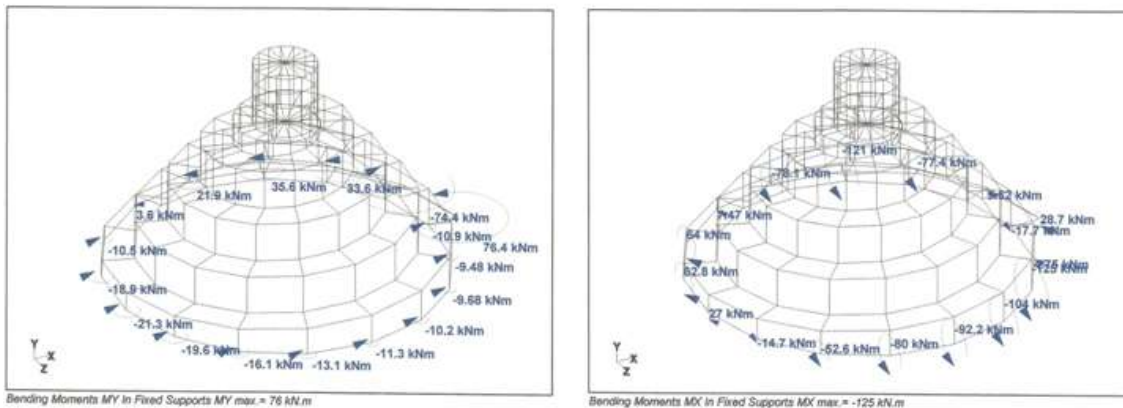 35.6 kNm
33.6 kNm
21.9 kNm
3.6 kNm
-74.4 kNm
-10.9 kNm
76.4 kNm
-10.5 kNm
-9.48 kNm
-18.9 kNm
-9.68 kNm
-21.3 kNm
-10.2 kNm
-19.6 kNm
-11.3 kNm
-16.1 kNm
-13.1 kNm
Y
X
Z
Bending Moments MY In Fixed Supports MY max.= 76 kN.m
-121 kNm
-77.4 kNm
-78.1 kNm
28.7 kNm
-17.7 kNm
64 kNm
62.8 kNm
-125 kNm
-104 kNm
27 kNm
-92.2 kNm
-14.7 kNm
-52.6 kNm
-80 kNm
Y
X
Z
Bending Moments MX In Fixed Supports MX max.= -125 kN.m